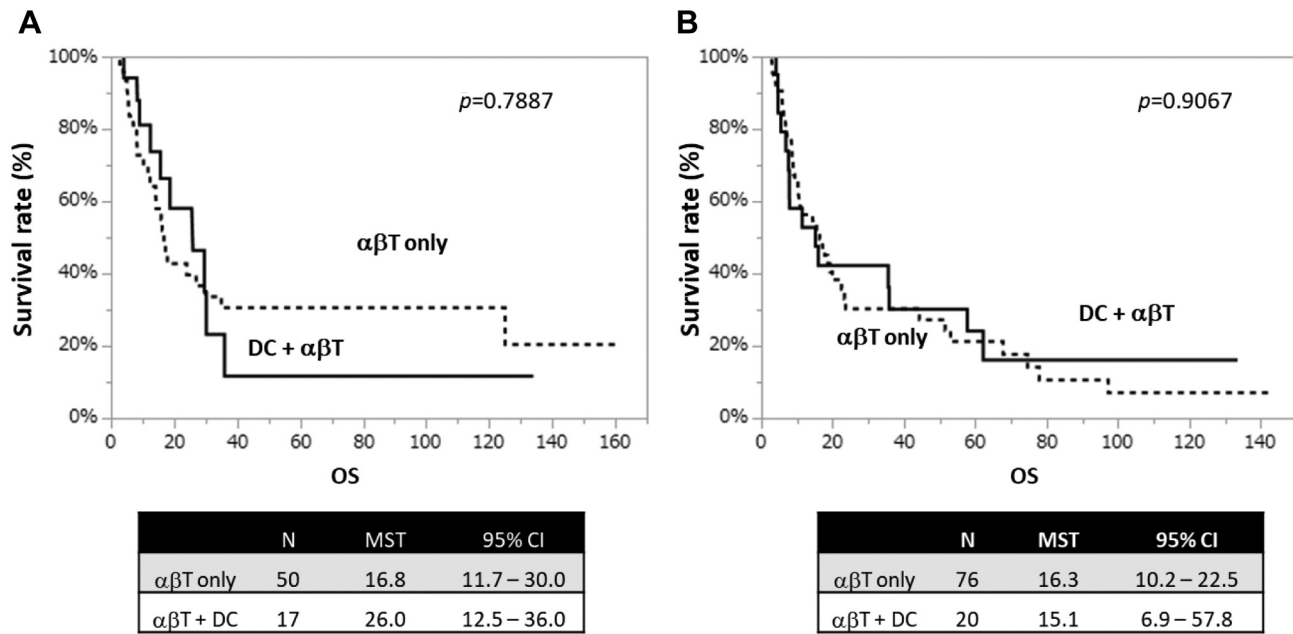 A
Survival rate (%)
100%
80%
60%
40%
20%
0%
p=0.7887
αβT only
DC + αβT
0 20 40 60 80 100 120 140 160
OS
N MST 95% CI
αβT only 50 16.8 11.7 – 30.0
αβT + DC 17 26.0 12.5 – 36.0
B
Survival rate (%)
100%
80%
60%
40%
20%
0%
p=0.9067
DC + αβT
αβT only
0 20 40 60 80 100 120 140
OS
N MST 95% CI
αβT only 76 16.3 10.2 – 22.5
αβT + DC 20 15.1 6.9 – 57.8